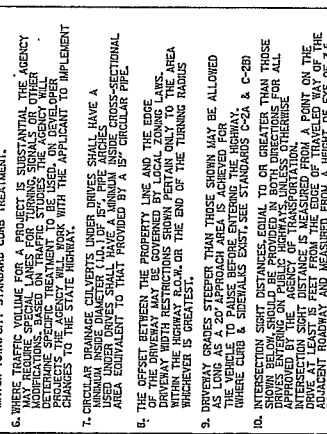 6. WHERE TRAFFIC VOLUME FOR A PROJECT IS SUBSTANTIAL THE AGENCY
MAY REQUIRE SPECIAL LANES FOR TURNING, SIGNALS, OR OTHER
MODIFICATIONS. BASED ON TRAFFIC STUDIES THE AGENCY WILL
DETERMINE SPECIFIC TREATMENT TO BE USED. ON DEVELOPER
PROJECTS THE AGENCY WILL WORK WITH THE APPLICANT TO IMPLEMENT
CHANGES TO THE STATE HIGHWAY.
7. CIRCULAR DRAINAGE CULVERTS UNDER DRIVES SHALL HAVE A
MINIMUM INSIDE DIAMETER (I.D.) OF 15". PIPE ARCHES
USED UNDER DRIVES SHALL HAVE A MINIMUM INSIDE CROSS-SECTIONAL
AREA EQUIVALENT TO THAT PROVIDED BY A 15" CIRCULAR PIPE.
8. THE OFFSET BETWEEN THE PROPERTY LINE AND THE EDGE
OF THE DRIVEWAY MAY BE GOVERNED BY LOCAL ZONING LAWS.
DRIVEWAY WIDTH RESTRICTIONS SHOWN PERTAIN ONLY TO THE AREA
WITHIN THE HIGHWAY R.O.W. OR THE END OF THE TURNING RADIUS
WHICHEVER IS GREATEST.
9. DRIVEWAY GRADES STEEPER THAN THOSE SHOWN MAY BE ALLOWED
AS LONG AS A 20' APPROACH AREA IS ACHIEVED FOR
THE VEHICLE TO PAUSE BEFORE ENTERING THE HIGHWAY.
(WHERE CURB & SIDEWALKS EXIST, SEE STANDARDS C-2A & C-2B)
10. INTERSECTION SIGHT DISTANCES, EQUAL TO OR GREATER THAN THOSE
SHOWN BELOW, SHOULD BE PROVIDED IN BOTH DIRECTIONS FOR ALL
DRIVES ENTERING ON PUBLIC HIGHWAYS, UNLESS OTHERWISE
APPROVED BY THE AGENCY OF TRANSPORTATION.
INTERSECTION SIGHT DISTANCE IS MEASURED FROM A POINT ON THE
DRIVE AT LEAST 15 FEET FROM THE EDGE OF TRAVELED WAY OF THE
ADJACENT ROADWAY AND MEASURED FROM A HEIGHT OF EYE OF 3.5